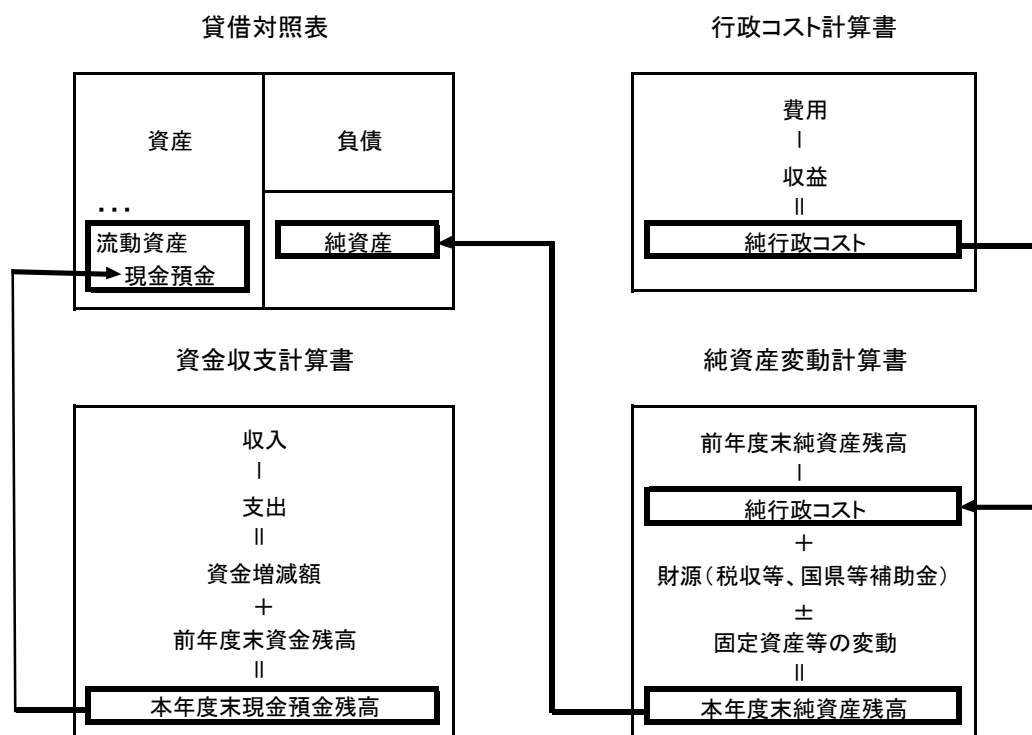 貸借対照表
資産
負債
・・・
流動資産
現金預金
純資産
行政コスト計算書
費用
－
収益
＝
純行政コスト
資金収支計算書
収入
－
支出
＝
資金増減額
＋
前年度末資金残高
＝
本年度末現金預金残高
純資産変動計算書
前年度末純資産残高
－
純行政コスト
＋
財源（税収等、国県等補助金）
±
固定資産等の変動
＝
本年度末純資産残高